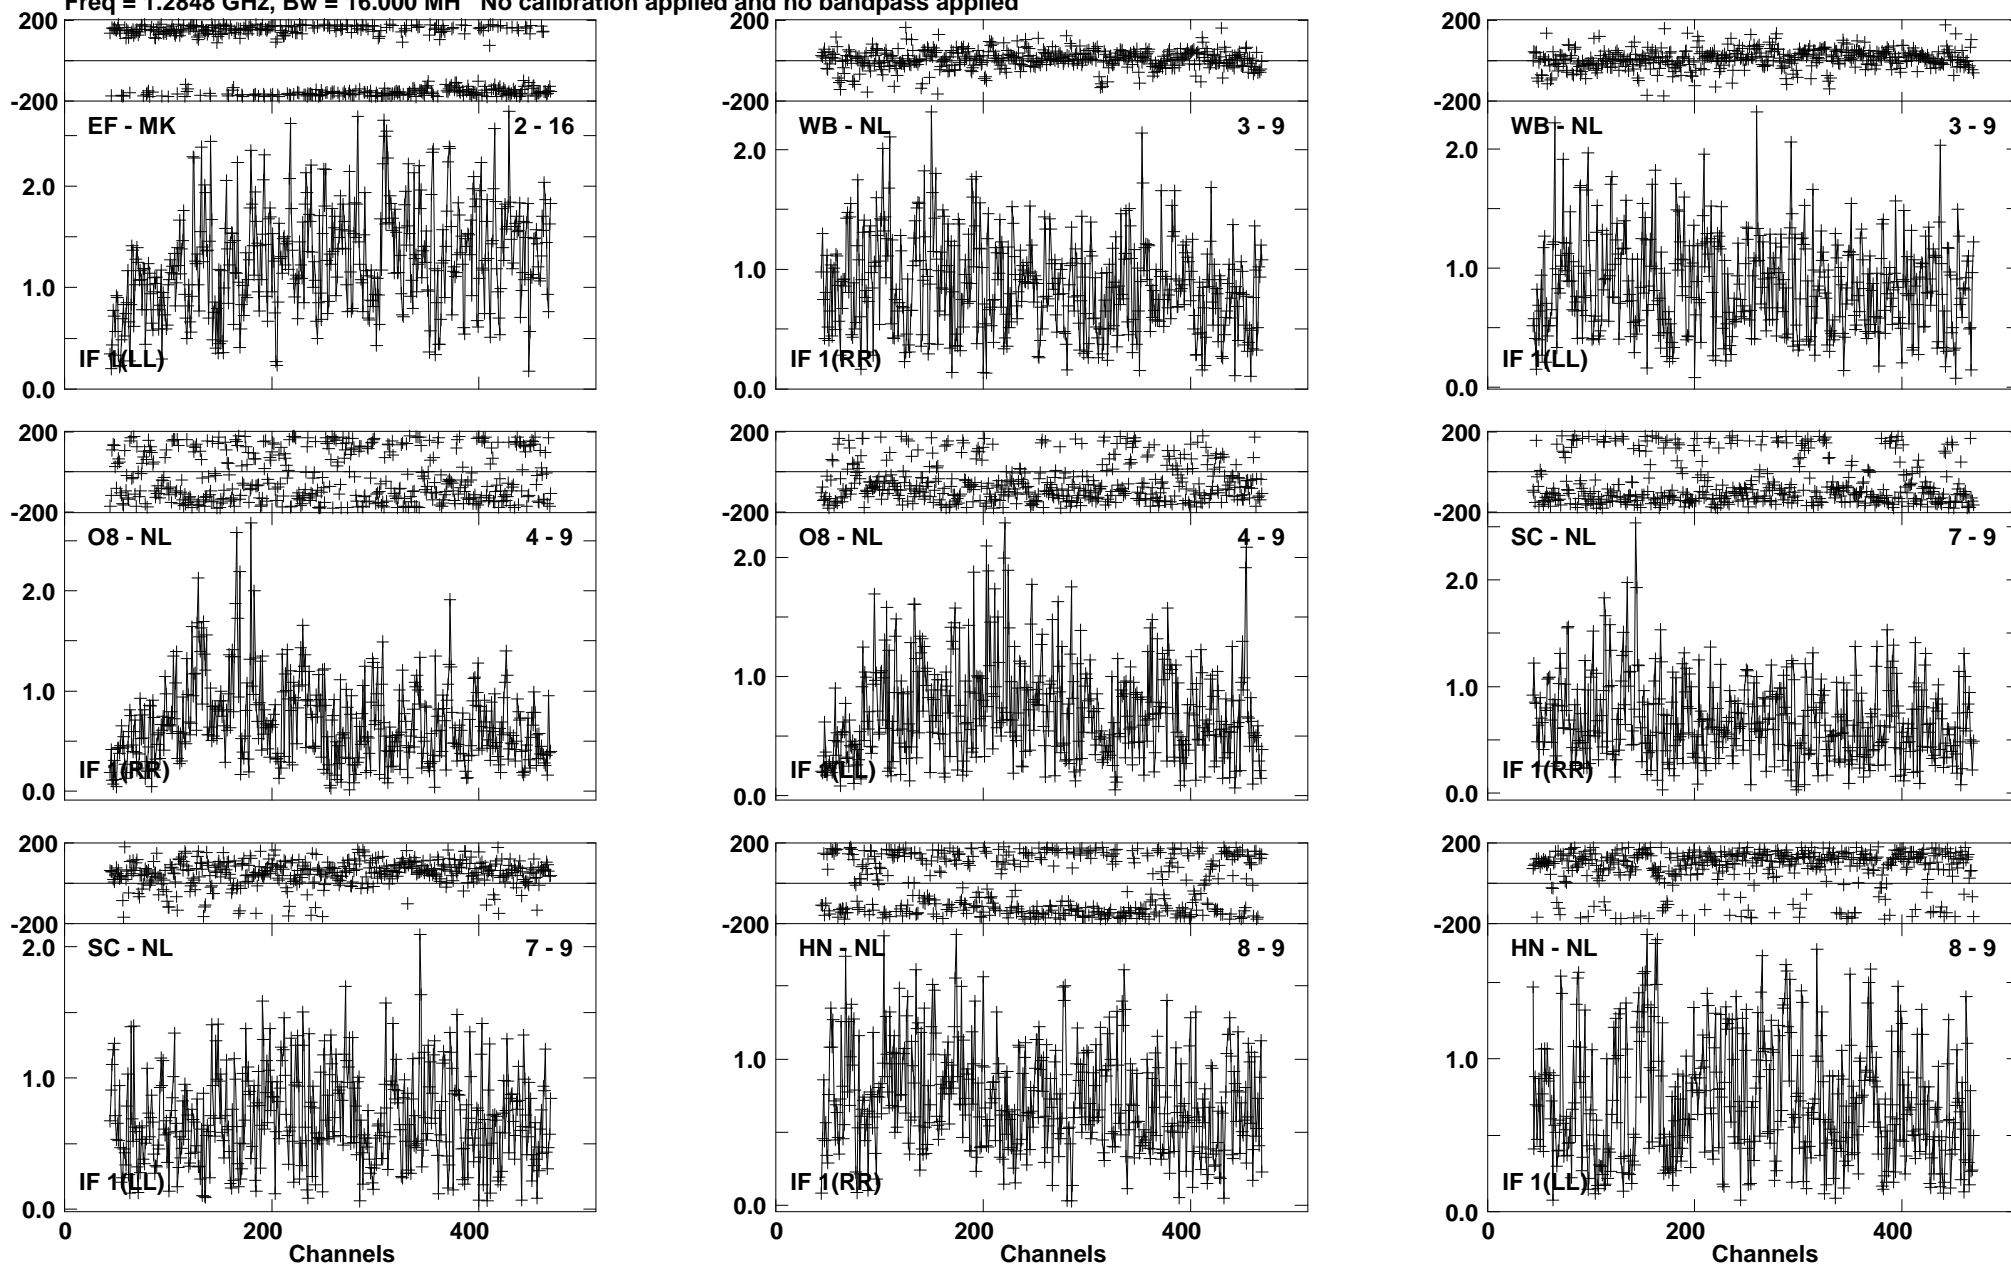 Freq = 1.2848 GHz, Bw = 16.000 MH No calibration applied and no bandpass applied
200
-200
EF - MK 2 - 16
2.0
1.0
IF 1(LL)
0.0
200
-200
WB - NL 3 - 9
2.0
1.0
IF 1(RR)
0.0
200
-200
WB - NL 3 - 9
2.0
1.0
IF 1(LL)
0.0
200
-200
O8 - NL 4 - 9
2.0
1.0
IF 1(RR)
0.0
200
-200
O8 - NL 4 - 9
2.0
1.0
IF 1(LL)
0.0
200
-200
SC - NL 7 - 9
2.0
1.0
IF 1(RR)
0.0
200
-200
SC - NL 7 - 9
2.0
1.0
IF 1(LL)
0.0
0 200 400
Channels
200
-200
HN - NL 8 - 9
1.0
IF 1(RR)
0.0
0 200 400
Channels
200
-200
HN - NL 8 - 9
1.0
IF 1(LL)
0.0
0 200 400
Channels